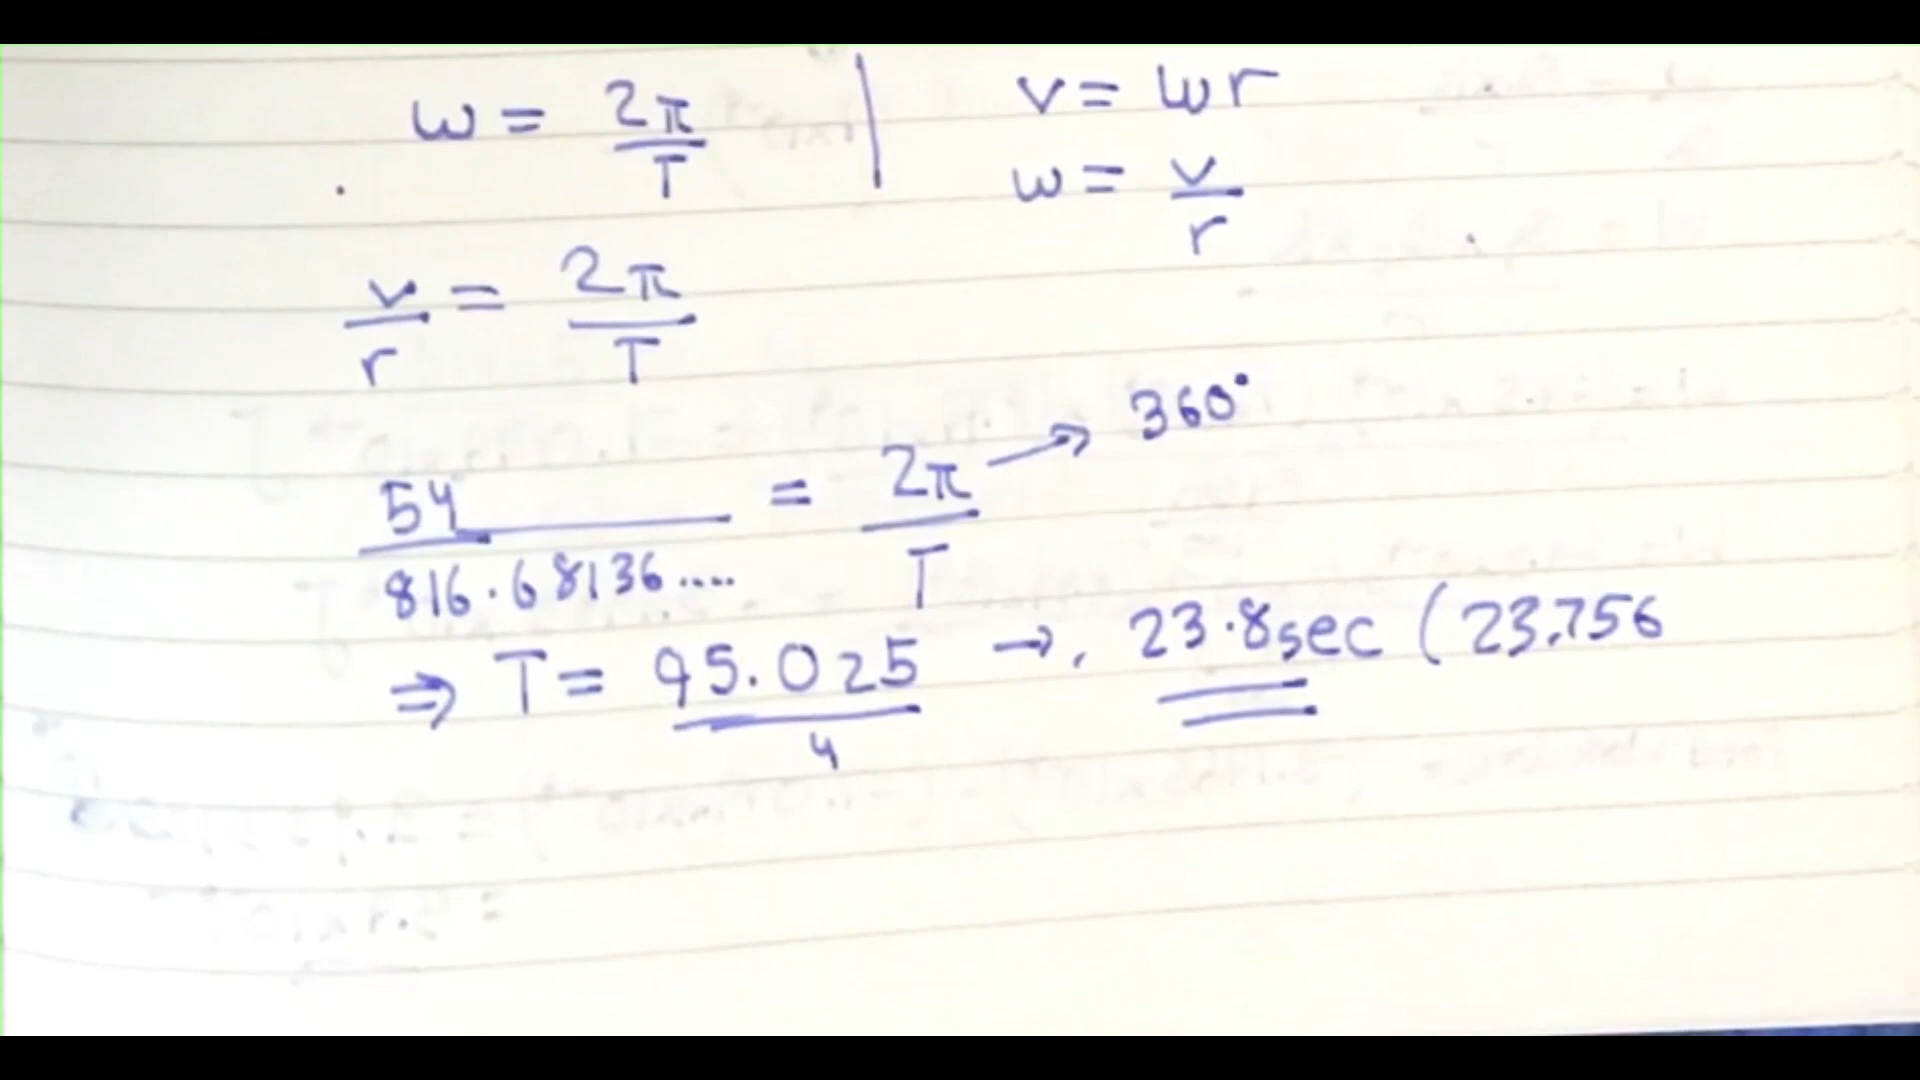 ω = 2π/T | v = ωr
ω = v/r
v/r = 2π/T
54/816.68136.... = 2π/T → 360°
⇒ T = 95.025/4 → 23.8sec (23.756